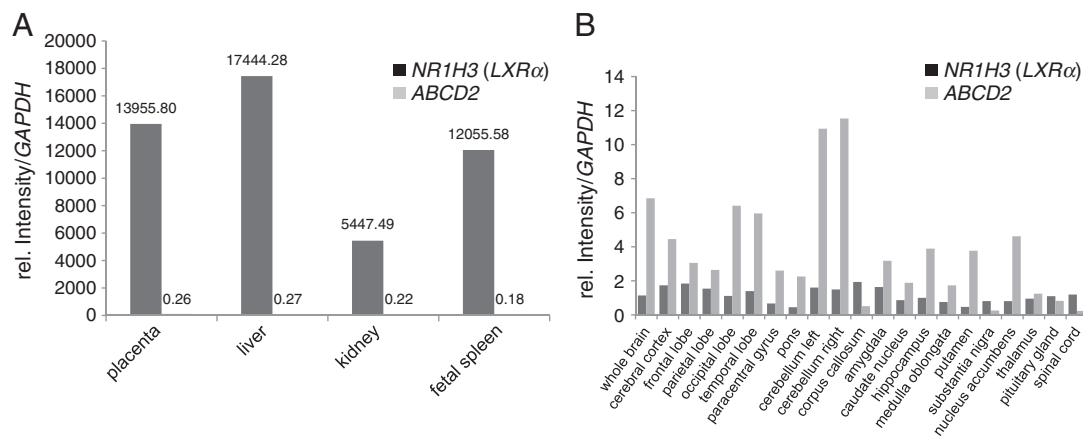 A
rel. Intensity/GAPDH
20000
18000
16000
14000
12000
10000
8000
6000
4000
2000
0
13955.80
17444.28
5447.49
12055.58
0.26
0.27
0.22
0.18
NR1H3 (LXRα)
ABCD2
placenta
liver
kidney
fetal spleen
B
rel. Intensity/GAPDH
14
12
10
8
6
4
2
0
NR1H3 (LXRα)
ABCD2
whole brain
cerebral cortex
frontal lobe
parietal lobe
occipital lobe
temporal lobe
paracentral gyrus
pons
cerebellum left
cerebellum right
corpus callosum
amygdala
caudate nucleus
hippocampus
medulla oblongata
putamen
substantia nigra
nucleus accumbens
thalamus
pituitary gland
spinal cord